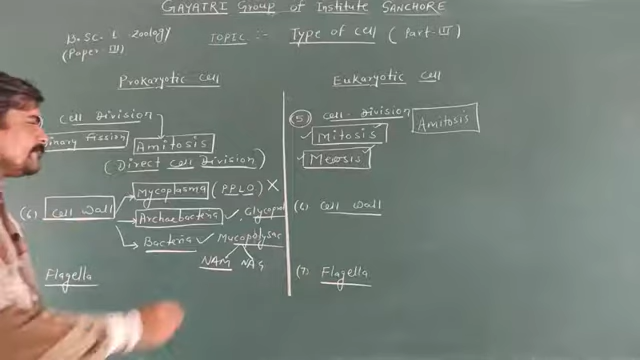 GAYATRI Group of Institute SANCHORE
B.SC. I Zoology
(Paper-III)
TOPIC :- Type of cell (Part-III)
Prokaryotic cell
Eukaryotic cell
cell Division
Binary fission
Amitosis
(Direct cell Division)
(6) Cell Wall
Mycoplasma (P.P.L.O) X
Archaebacteria ✓ Glycoprot
Bacteria ✓ Mucopolysac
NAM NAG
Flagella
(5) Cell-Division Amitosis
✓ Mitosis ✓
✓ Meosis ✓
(6) Cell Wall
(7) Flagella